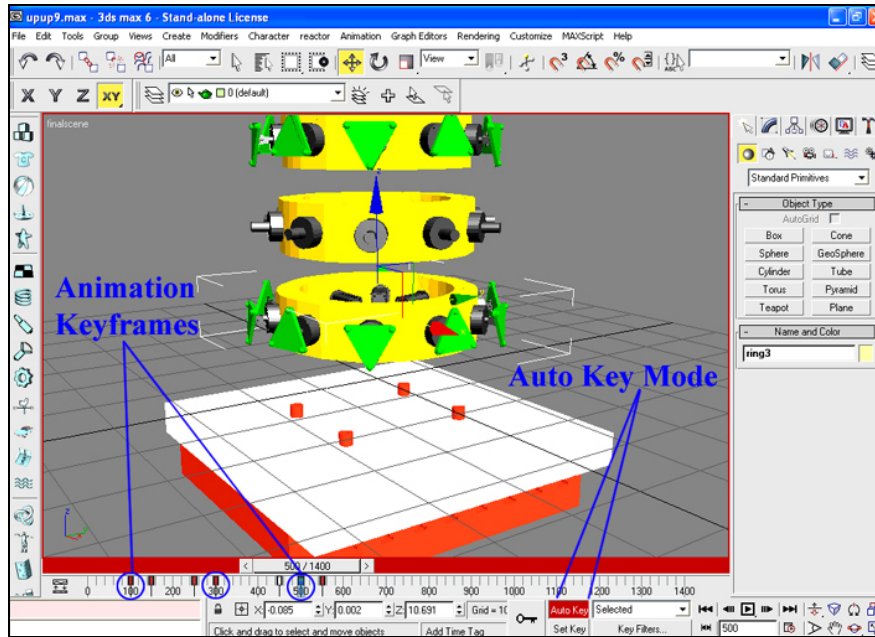 upup9.max - 3ds max 6 - Stand-alone License
File Edit Tools Group Views Create Modifiers Character reactor Animation Graph Editors Rendering Customize MAXScript Help
All
View
X Y Z XY
0 (default)
finalscene
Standard Primitives
Object Type
AutoGrid
Box Cone
Sphere GeoSphere
Cylinder Tube
Torus Pyramid
Teapot Plane
Name and Color
ring3
z
Animation
Keyframes
Auto Key Mode
z
< 500 / 1400 >
0 100 200 300 400 500 600 700 800 900 1000 1100 1200 1300 1400
X: -0.085 Y: 0.002 Z: 10.691 Grid = 10
Auto Key Selected
Click and drag to select and move objects Add Time Tag
Set Key Key Filters... 500